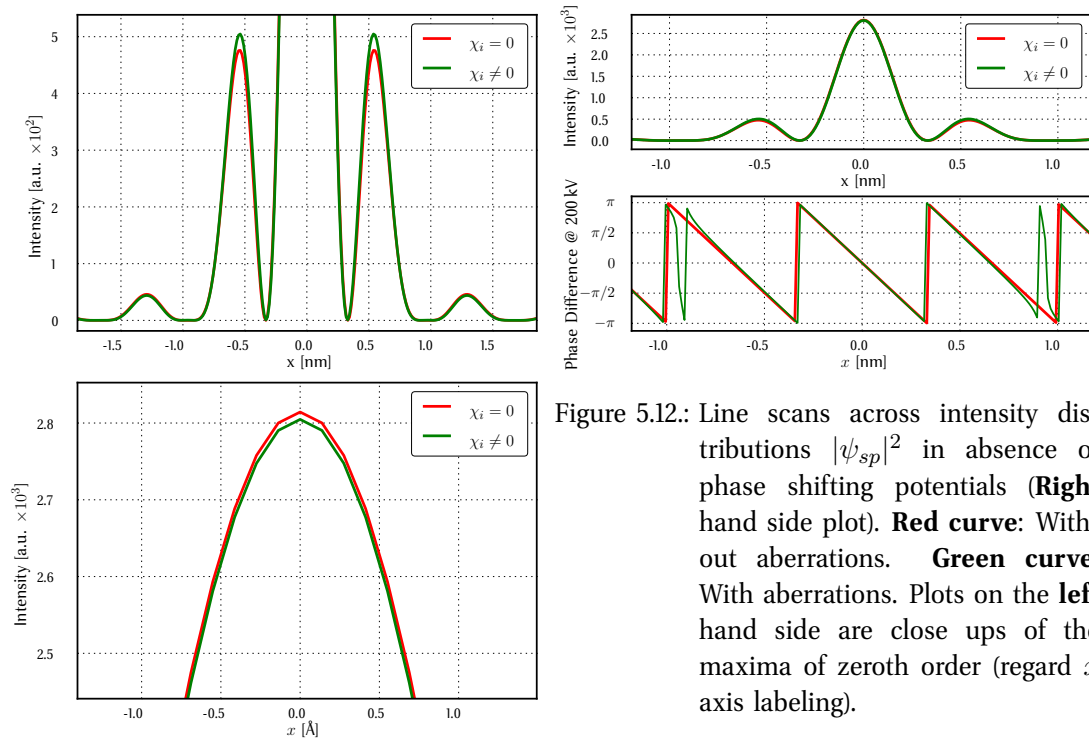 Intensity [a.u. ×10²]
5
4
3
2
1
0
χᵢ = 0
χᵢ ≠ 0
-1.5
-1.0
-0.5
0.0
0.5
1.0
1.5
x [nm]
Intensity [a.u. ×10³]
2.5
2.0
1.5
1.0
0.5
0.0
χᵢ = 0
χᵢ ≠ 0
-1.0
-0.5
0.0
0.5
1.0
x [nm]
Phase Difference @ 200 kV
π
π/2
0
−π/2
−π
-1.0
-0.5
0.0
0.5
1.0
x [nm]
Intensity [a.u. ×10³]
2.8
2.7
2.6
2.5
χᵢ = 0
χᵢ ≠ 0
-1.0
-0.5
0.0
0.5
1.0
x [Å]
Figure 5.12.: Line scans across intensity dis
tributions |ψsp|² in absence o
phase shifting potentials (Righ
hand side plot). Red curve: With
out aberrations. Green curve
With aberrations. Plots on the lef
hand side are close ups of the
maxima of zeroth order (regard
axis labeling).